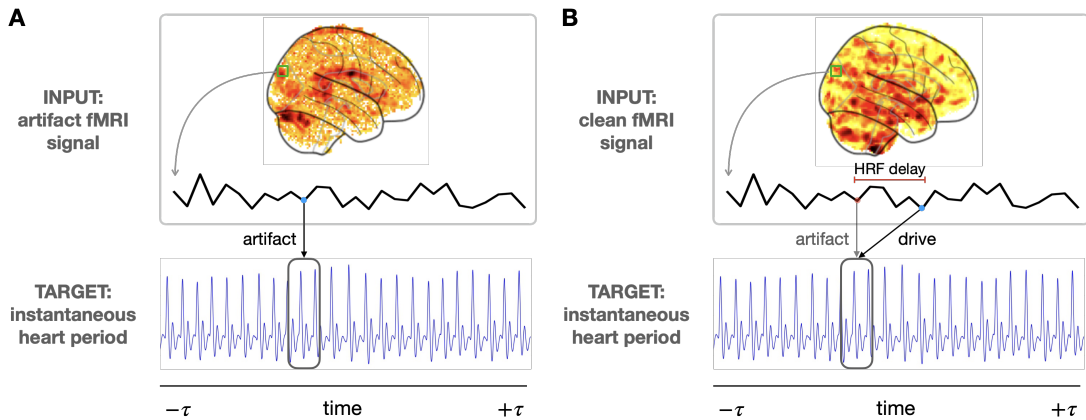 A
INPUT:
artifact fMRI
signal
artifact
TARGET:
instantaneous
heart period
−τ
time
+τ
B
INPUT:
clean fMRI
signal
HRF delay
artifact
drive
TARGET:
instantaneous
heart period
−τ
time
+τ